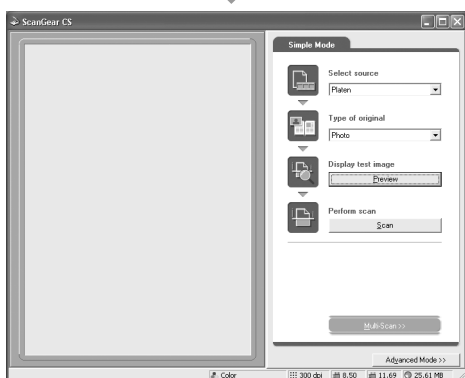 ScanGear CS
Simple Mode
Select source
Platen
Type of original
Photo
Display test image
Preview
Perform scan
Scan
Multi-Scan >>
Advanced Mode >>
Color 300 dpi 8.50 11.69 25.61 MB